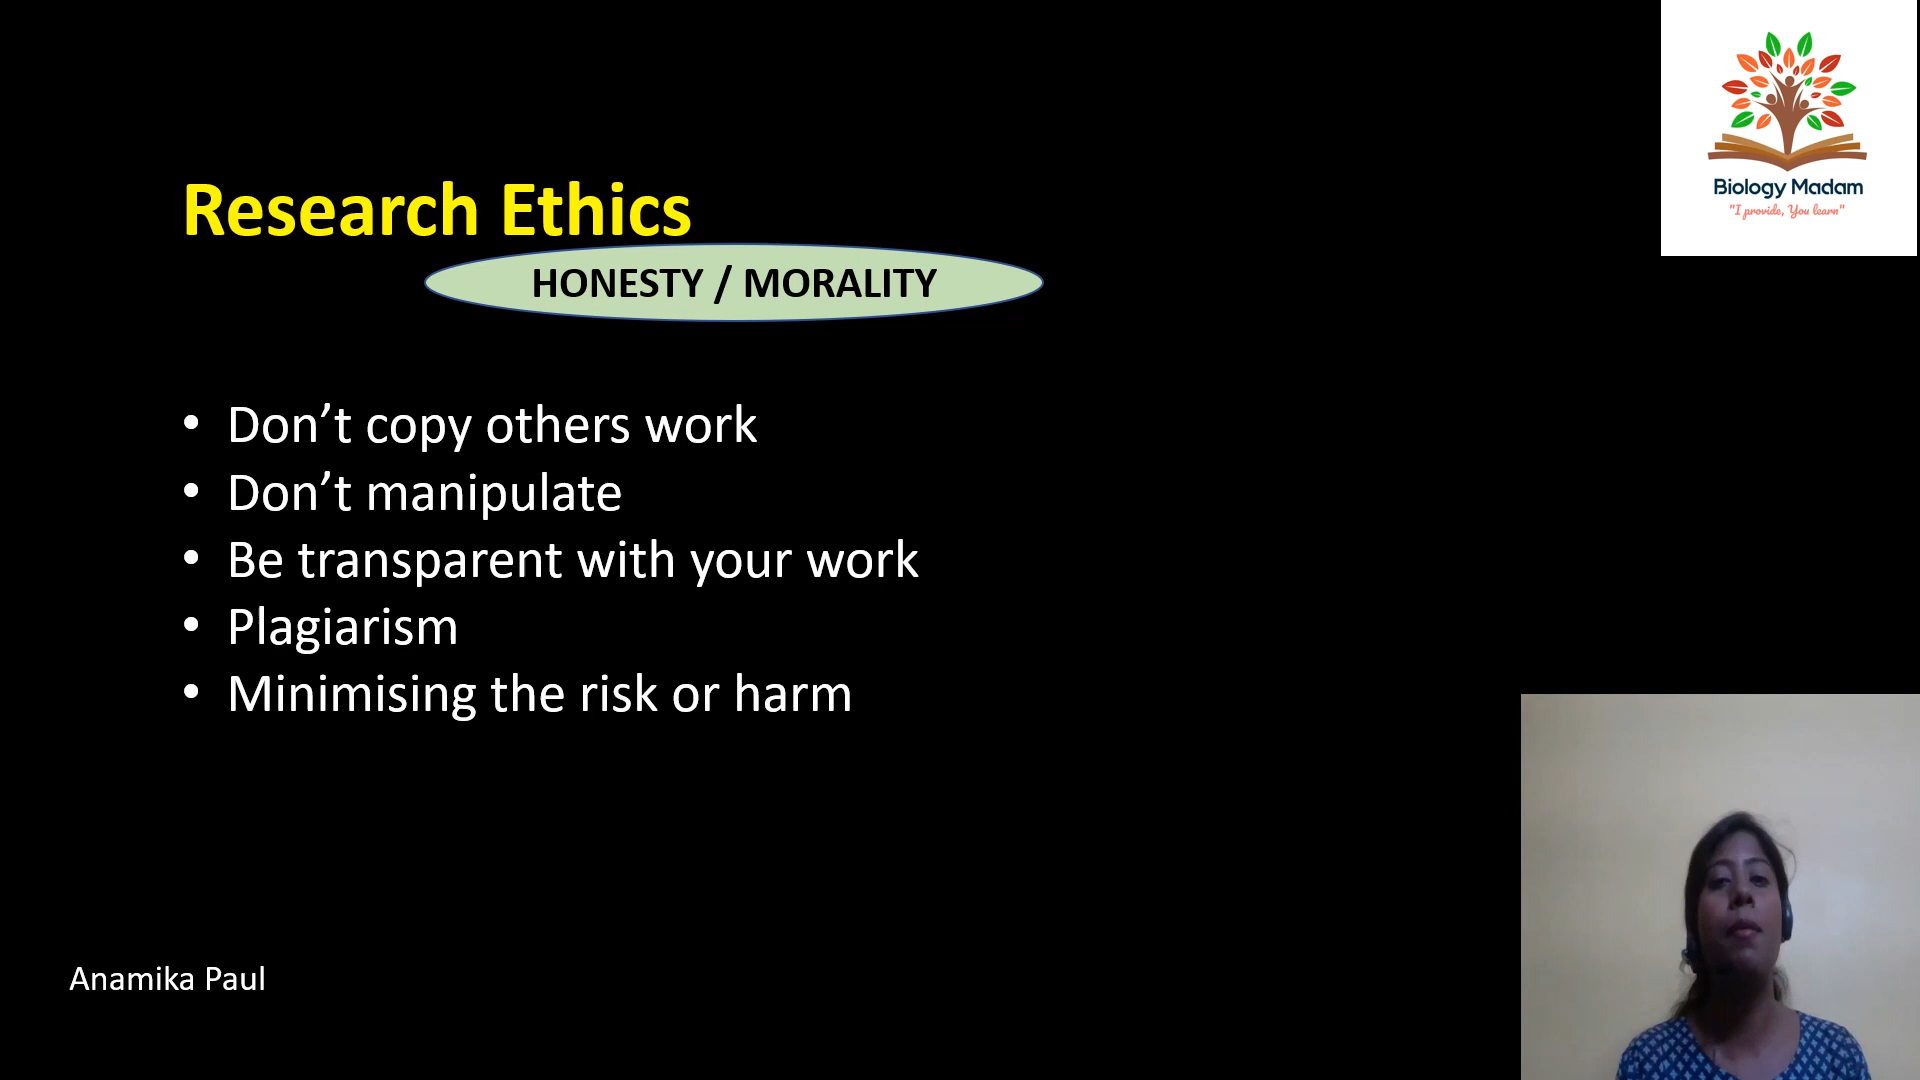 Research Ethics
HONESTY / MORALITY
• Don’t copy others work
• Don’t manipulate
• Be transparent with your work
• Plagiarism
• Minimising the risk or harm
Anamika Paul
Biology Madam
"I provide, You learn"